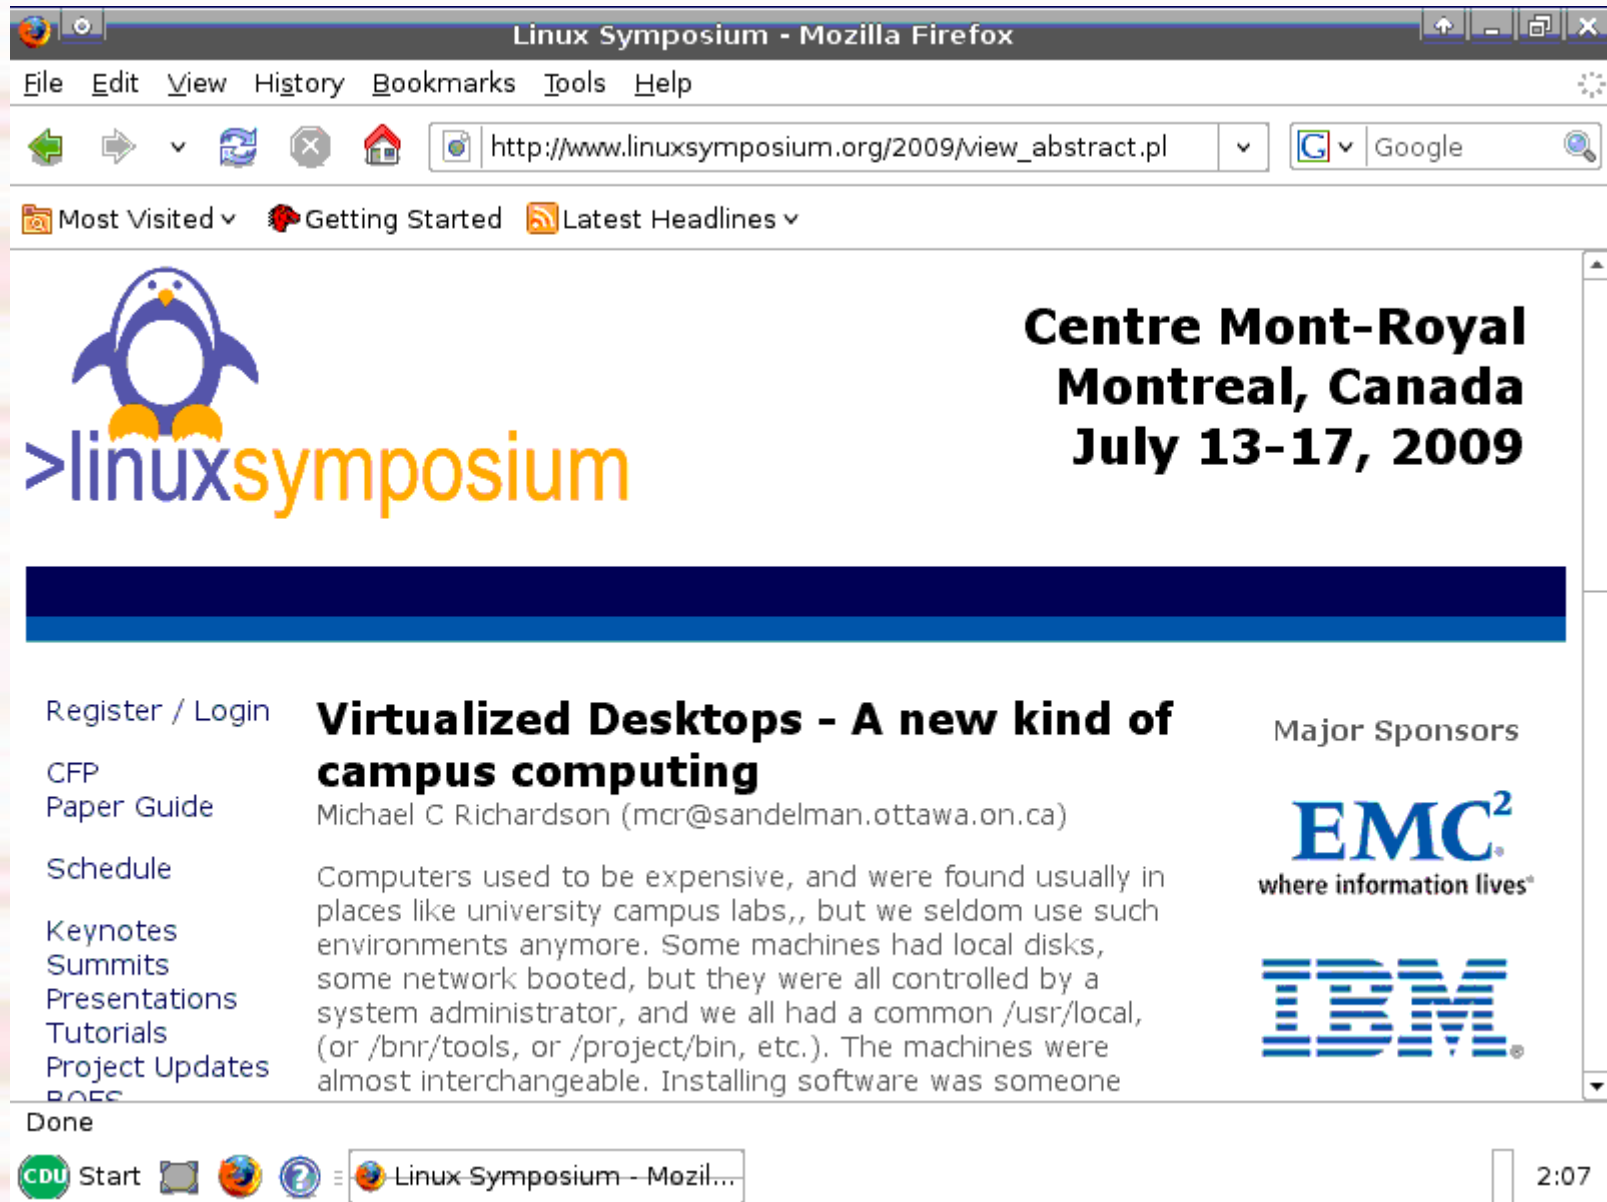 Linux Symposium - Mozilla Firefox
File Edit View History Bookmarks Tools Help
http://www.linuxsymposium.org/2009/view_abstract.pl
G Google
Most Visited Getting Started Latest Headlines
>linuxsymposium
Centre Mont-Royal
Montreal, Canada
July 13-17, 2009
Register / Login
CFP
Paper Guide
Schedule
Keynotes
Summits
Presentations
Tutorials
Project Updates
BOFS
Virtualized Desktops - A new kind of
campus computing
Michael C Richardson (mcr@sandelman.ottawa.on.ca)
Computers used to be expensive, and were found usually in
places like university campus labs,, but we seldom use such
environments anymore. Some machines had local disks,
some network booted, but they were all controlled by a
system administrator, and we all had a common /usr/local,
(or /bnr/tools, or /project/bin, etc.). The machines were
almost interchangeable. Installing software was someone
Major Sponsors
EMC²
where information lives®
IBM®
Done
CDU Start ? Linux Symposium - Mozil... 2:07